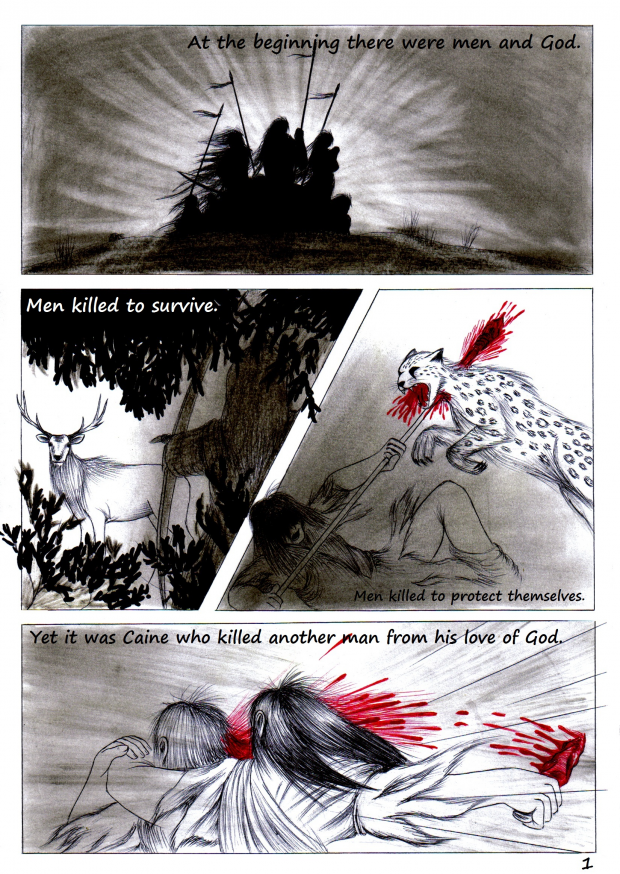 At the beginning there were men and God.
Men killed to survive.
Men killed to protect themselves.
Yet it was Caine who killed another man from his love of God.
1